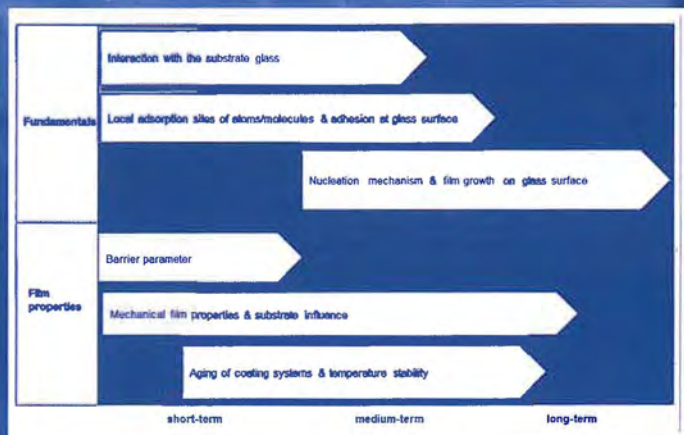 Fundamentals
Interaction with the substrate glass
Local adsorption sites of atoms/molecules & adhesion at glass surface
Nucleation mechanism & film growth on glass surface
Film
properties
Barrier parameter
Mechanical film properties & substrate influence
Aging of coating systems & temperature stability
short-term
medium-term
long-term